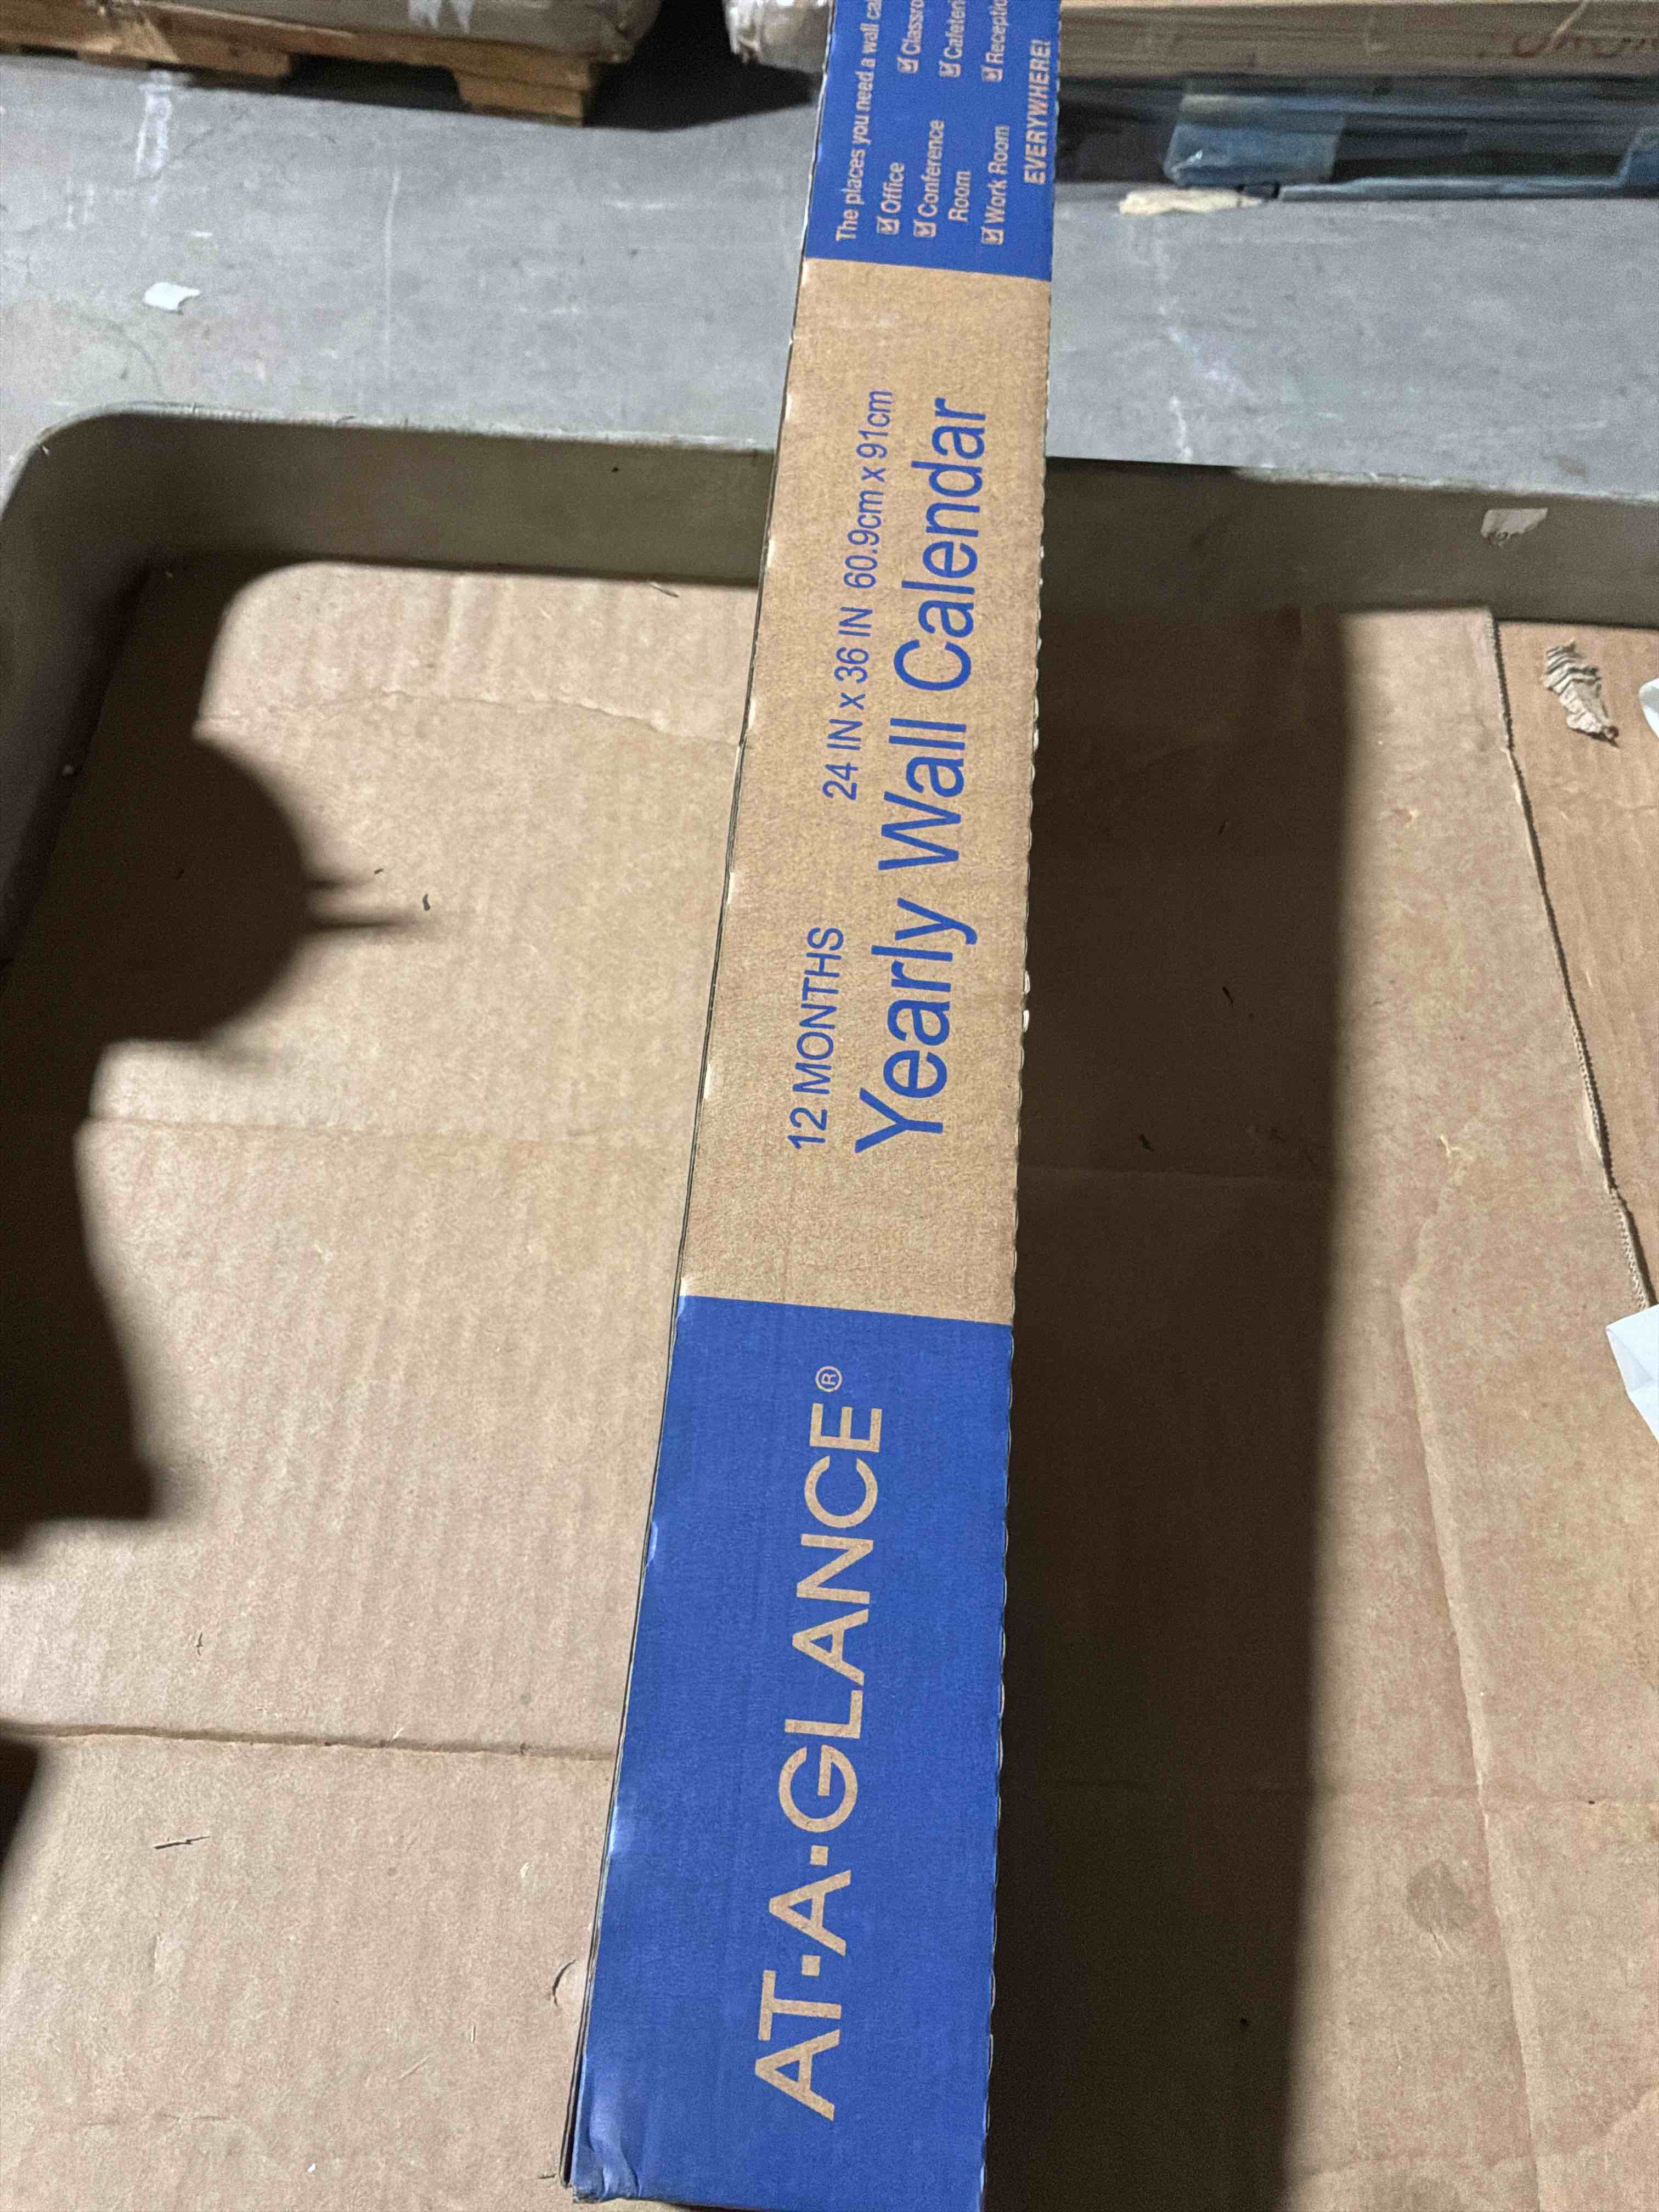 AT·A·GLANCE®
12 MONTHS 24 IN x 36 IN 60.9cm x 91cm
Yearly Wall Calendar
The places you need a wall
Office
Conference
Room
Work Room
EVERYWHERE!